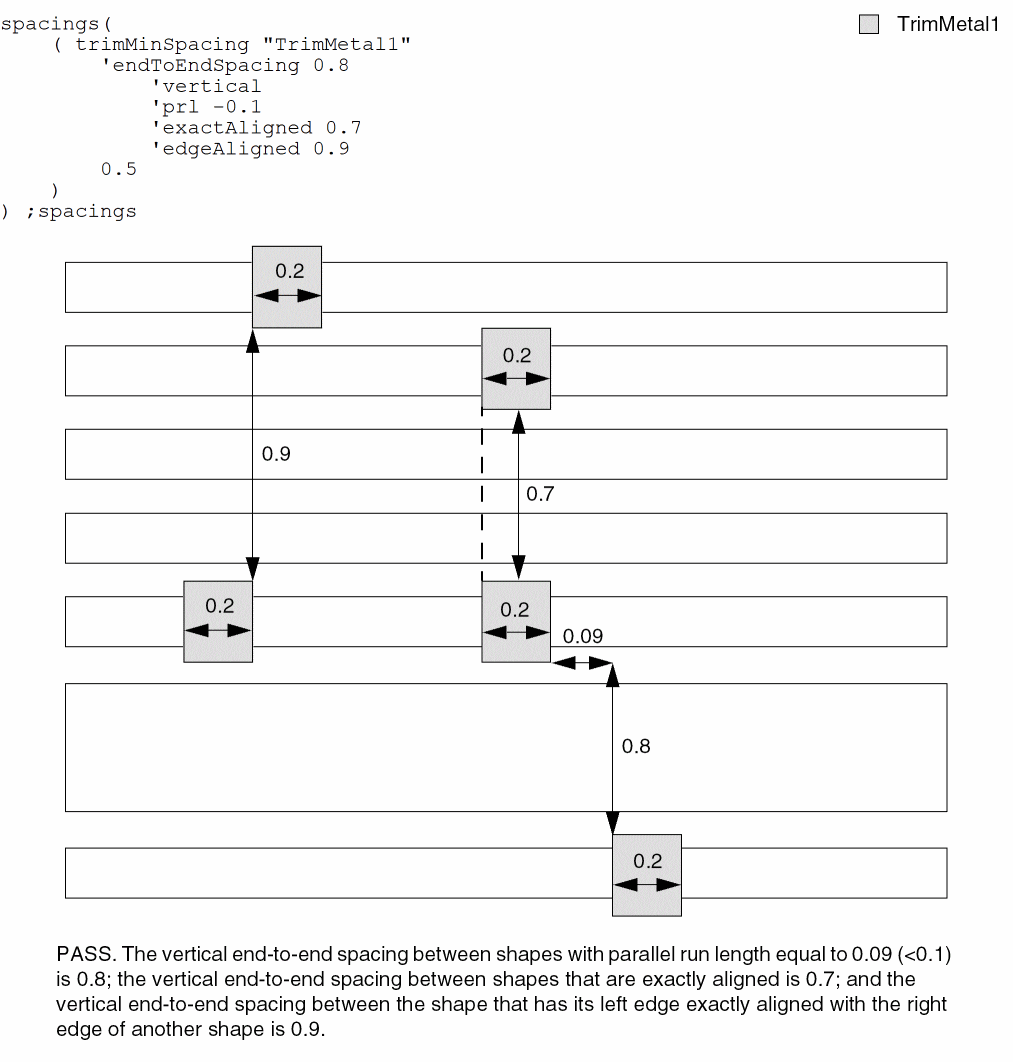 spacings(
    ( trimMinSpacing "TrimMetal1"
        'endToEndSpacing 0.8
            'vertical
            'prl -0.1
            'exactAligned 0.7
            'edgeAligned 0.9
        0.5
    )
) ;spacings
TrimMetal1
0.2
0.2
0.9
0.7
0.2
0.2
0.09
0.8
0.2
PASS. The vertical end-to-end spacing between shapes with parallel run length equal to 0.09 (<0.1)
is 0.8; the vertical end-to-end spacing between shapes that are exactly aligned is 0.7; and the
vertical end-to-end spacing between the shape that has its left edge exactly aligned with the right
edge of another shape is 0.9.